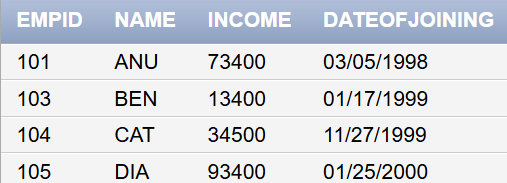 EMPID NAME INCOME DATEOFJOINING
101 ANU 73400 03/05/1998
103 BEN 13400 01/17/1999
104 CAT 34500 11/27/1999
105 DIA 93400 01/25/2000